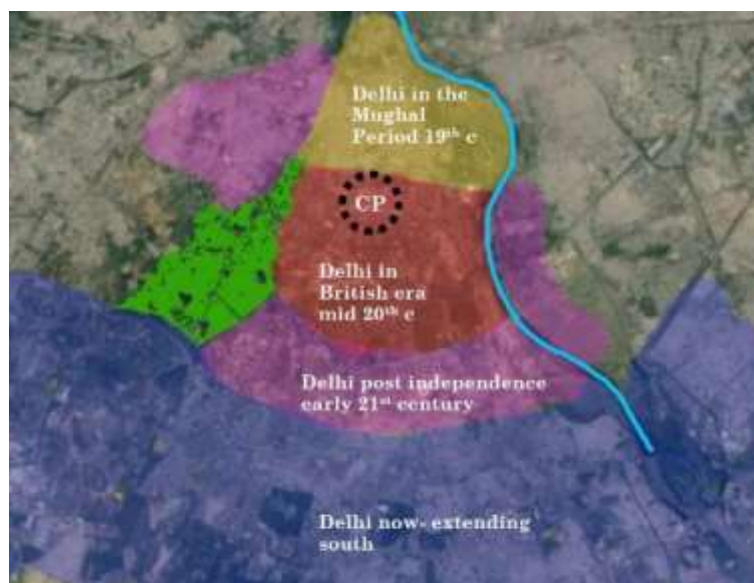 Delhi in the
Mughal
Period 19th c
CP
Delhi in
British era
mid 20th c
Delhi post independence
early 21st century
Delhi now- extending
south